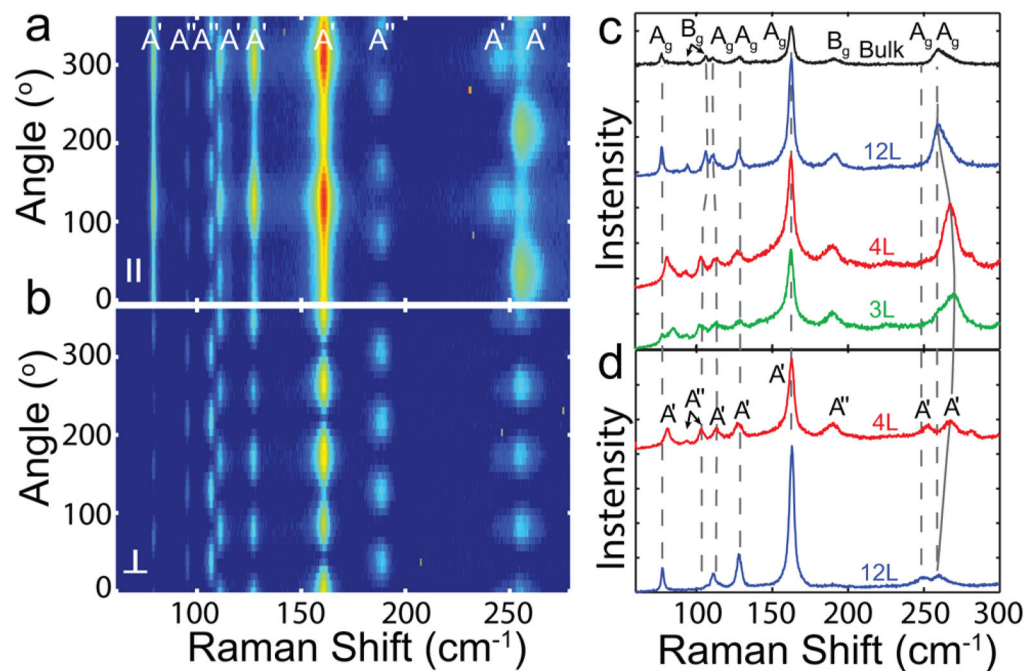 a
A' A'' A'' A' A' A' A'' A' A'
300
200
100
0
Angle (o)
II
b
300
200
100
0
Angle (o)
⊥
100 150 200 250
Raman Shift (cm-1)
c
Ag Bg Ag Ag Ag Bg Bulk Ag Ag
12L
4L
3L
Instensity
d
A' A'' A' A' A' A'' A' A'
4L
12L
Instensity
100 200 300
Raman Shift (cm-1)